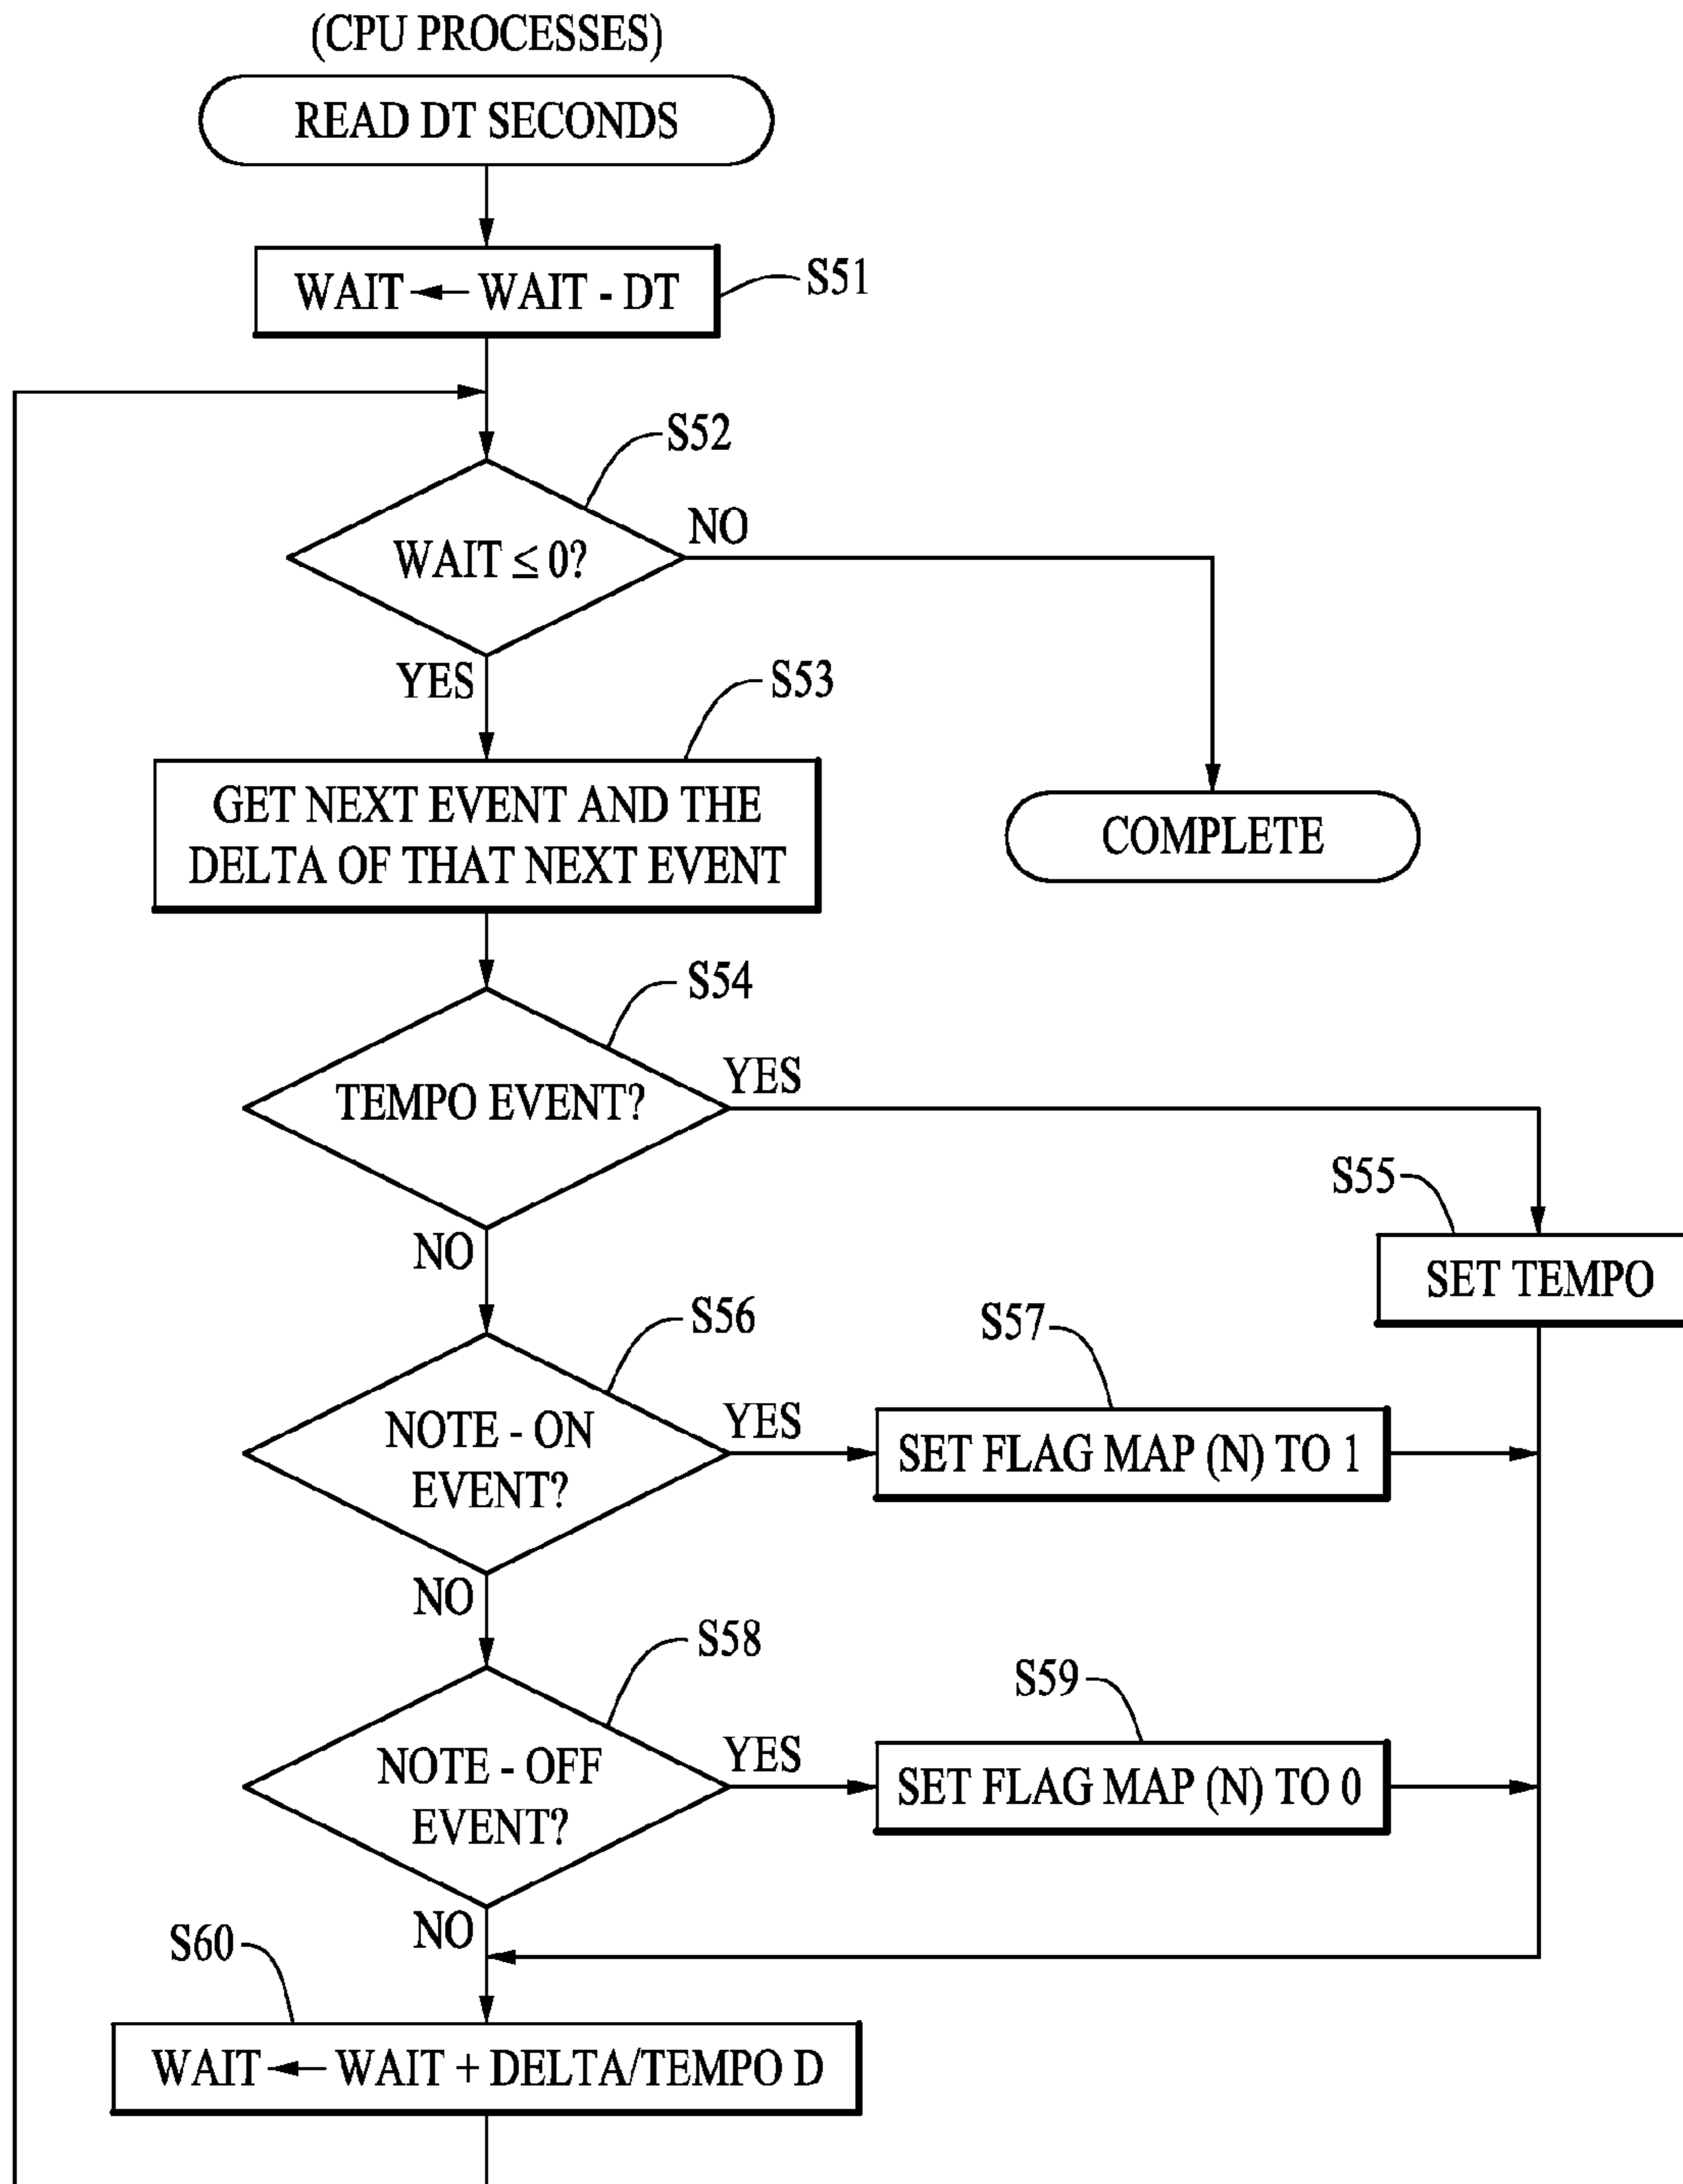 (CPU PROCESSES)
READ DT SECONDS
WAIT ← WAIT - DT
S51
S52
WAIT ≤ 0?
NO
YES
S53
GET NEXT EVENT AND THE
DELTA OF THAT NEXT EVENT
COMPLETE
S54
TEMPO EVENT?
YES
NO
S55
SET TEMPO
S56
NOTE - ON
EVENT?
YES
NO
S57
SET FLAG MAP (N) TO 1
S58
NOTE - OFF
EVENT?
YES
NO
S59
SET FLAG MAP (N) TO 0
S60
WAIT ← WAIT + DELTA/TEMPO D